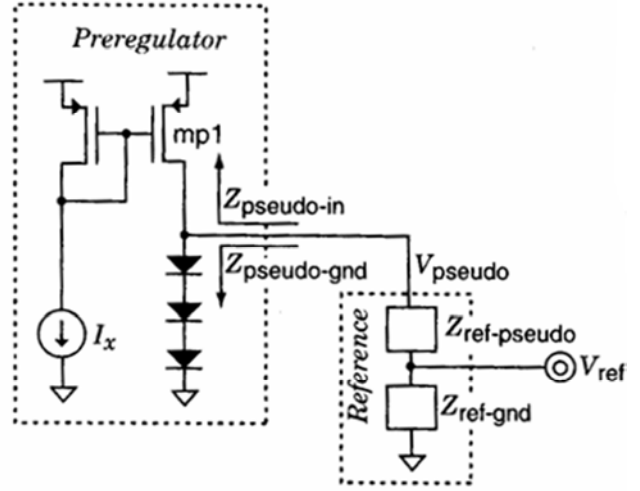 Preregulator
mp1
Zpseudo-in
Zpseudo-gnd
Vpseudo
Ix
Reference
Zref-pseudo
Vref
Zref-gnd